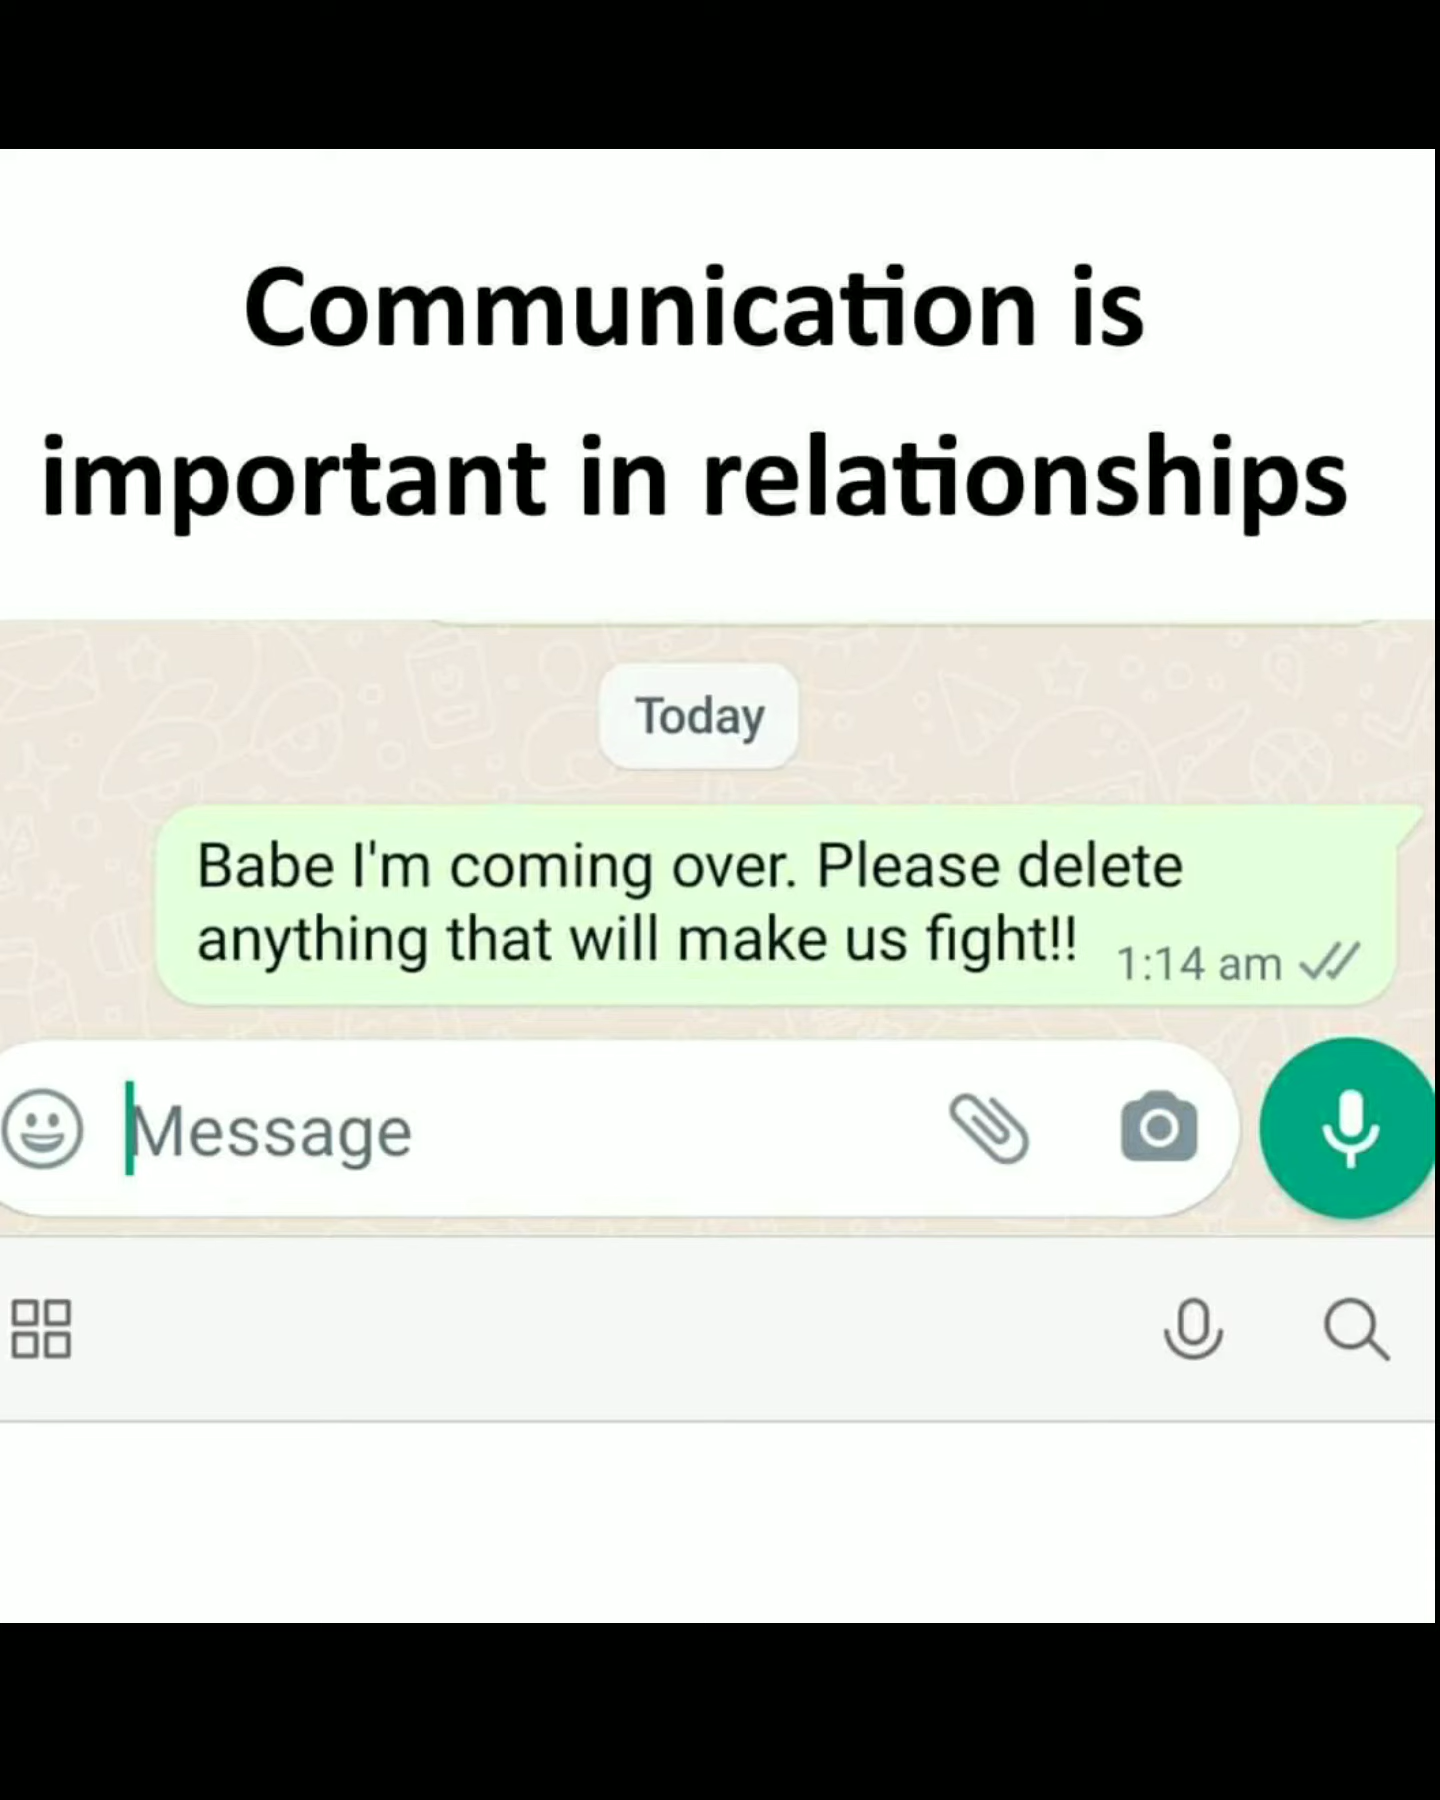 Communication is
important in relationships
Today
Babe I'm coming over. Please delete
anything that will make us fight!!
1:14 am
Message